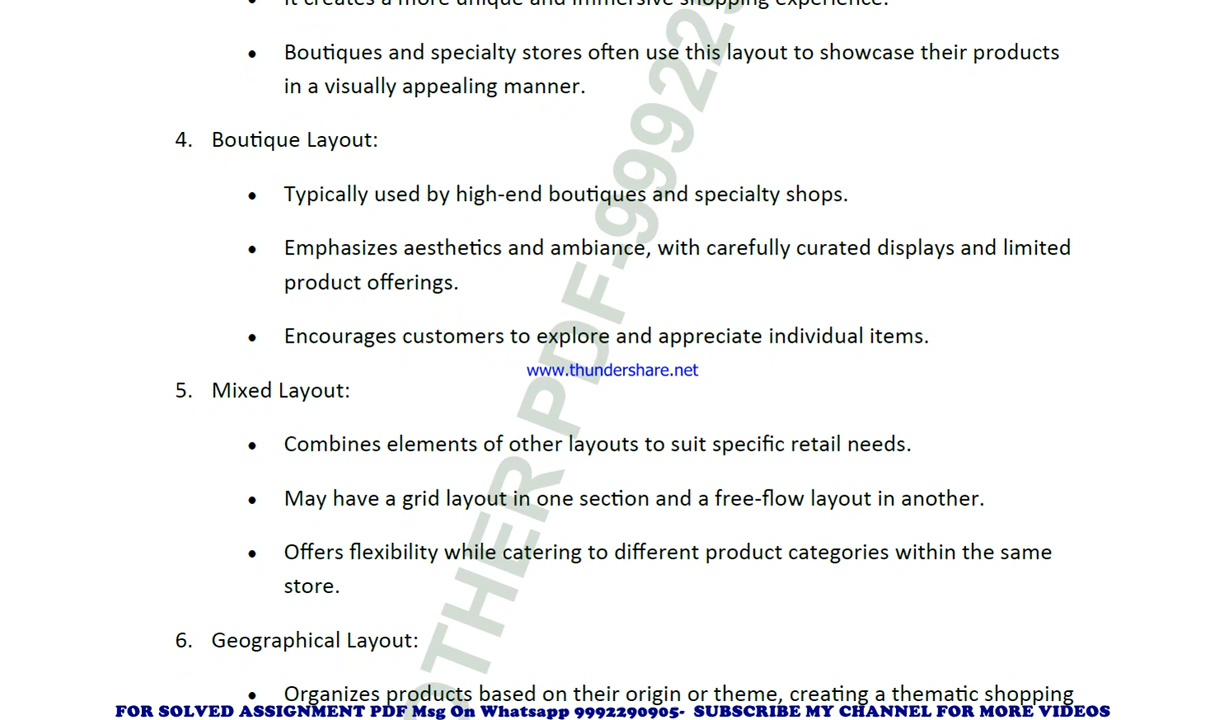 It creates a more unique and immersive shopping experience.
• Boutiques and specialty stores often use this layout to showcase their products
in a visually appealing manner.
4. Boutique Layout:
• Typically used by high-end boutiques and specialty shops.
• Emphasizes aesthetics and ambiance, with carefully curated displays and limited
product offerings.
• Encourages customers to explore and appreciate individual items.
www.thundershare.net
5. Mixed Layout:
• Combines elements of other layouts to suit specific retail needs.
• May have a grid layout in one section and a free-flow layout in another.
• Offers flexibility while catering to different product categories within the same
store.
6. Geographical Layout:
• Organizes products based on their origin or theme, creating a thematic shopping
FOR SOLVED ASSIGNMENT PDF Msg On Whatsapp 9992290905- SUBSCRIBE MY CHANNEL FOR MORE VIDEOS